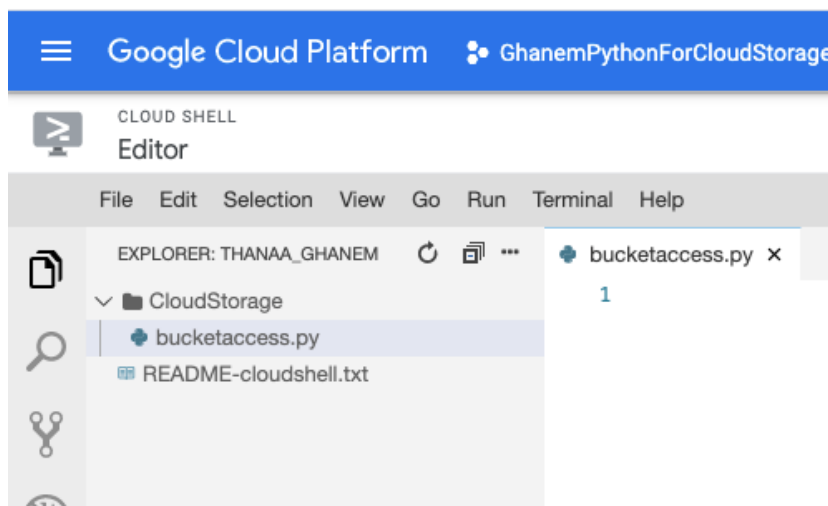 Google Cloud Platform GhanemPythonForCloudStorage
CLOUD SHELL
Editor
File Edit Selection View Go Run Terminal Help
EXPLORER: THANAA_GHANEM
bucketaccess.py
1
CloudStorage
bucketaccess.py
README-cloudshell.txt